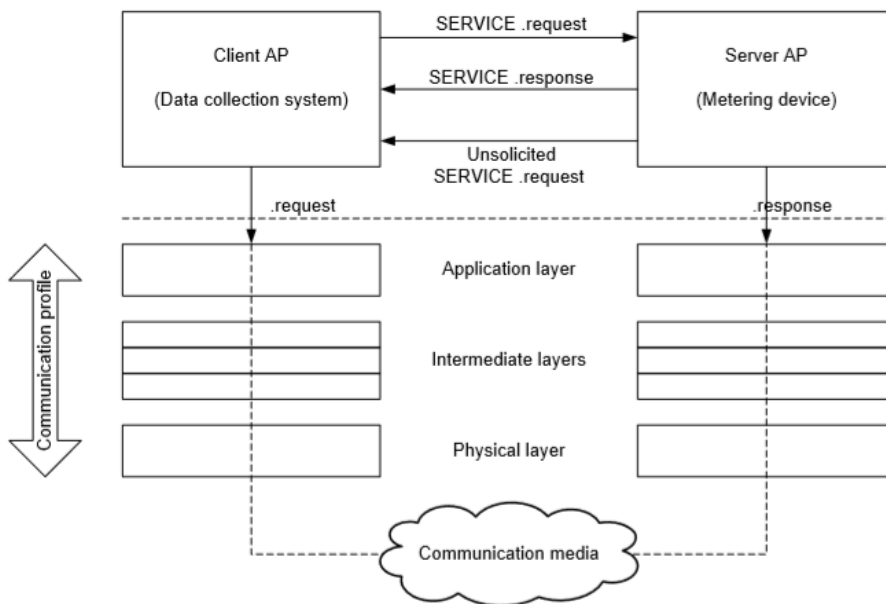 Client AP
(Data collection system)
SERVICE .request
SERVICE .response
Unsolicited
SERVICE .request
Server AP
(Metering device)
.request
.response
Communication profile
Application layer
Intermediate layers
Physical layer
Communication media